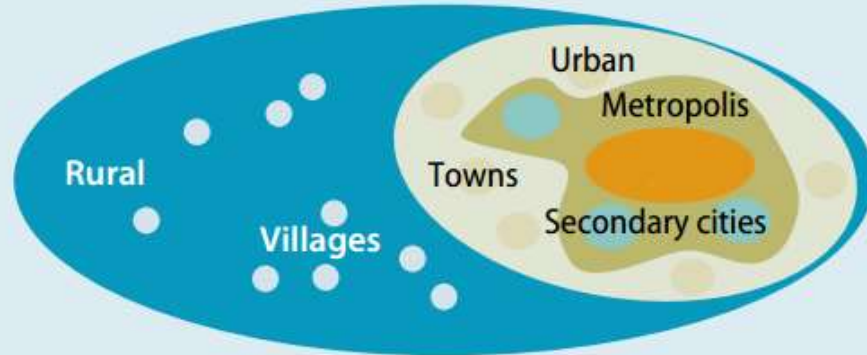 Urban
Metropolis
Rural
Towns
Secondary cities
Villages